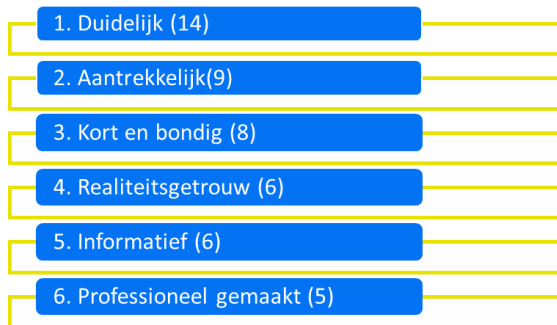 1. Duidelijk (14)
2. Aantrekkelijk(9)
3. Kort en bondig (8)
4. Realiteitsgetrouw (6)
5. Informatief (6)
6. Professioneel gemaakt (5)